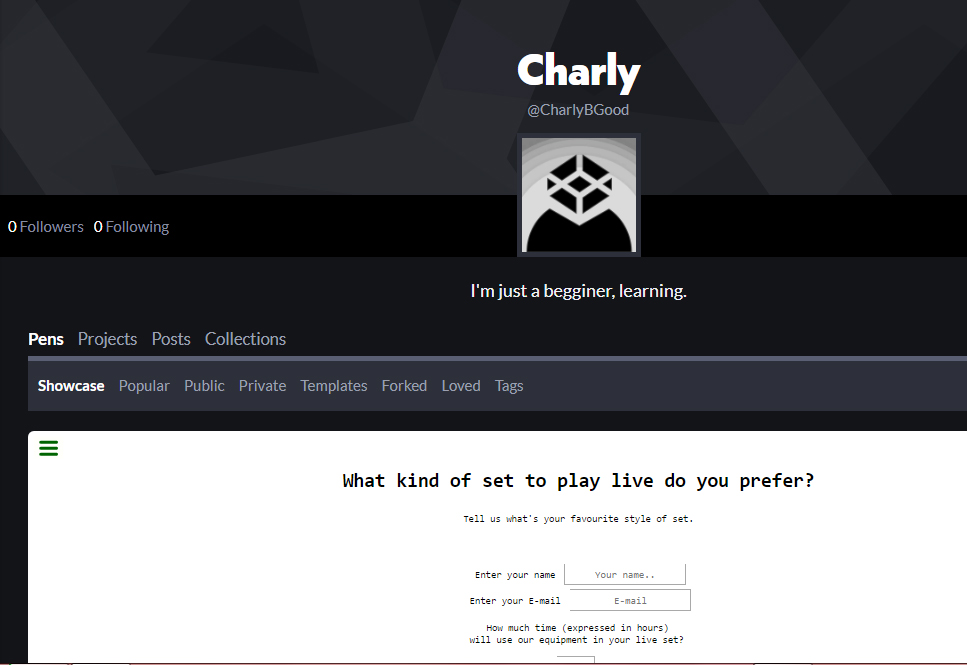 Charly
@CharlyBGood
0 Followers 0 Following
I'm just a begginer, learning.
Pens Projects Posts Collections
Showcase Popular Public Private Templates Forked Loved Tags
What kind of set to play live do you prefer?
Tell us what's your favourite style of set.
Enter your name Your name..
Enter your E-mail E-mail
How much time (expressed in hours)
will use our equipment in your live set?